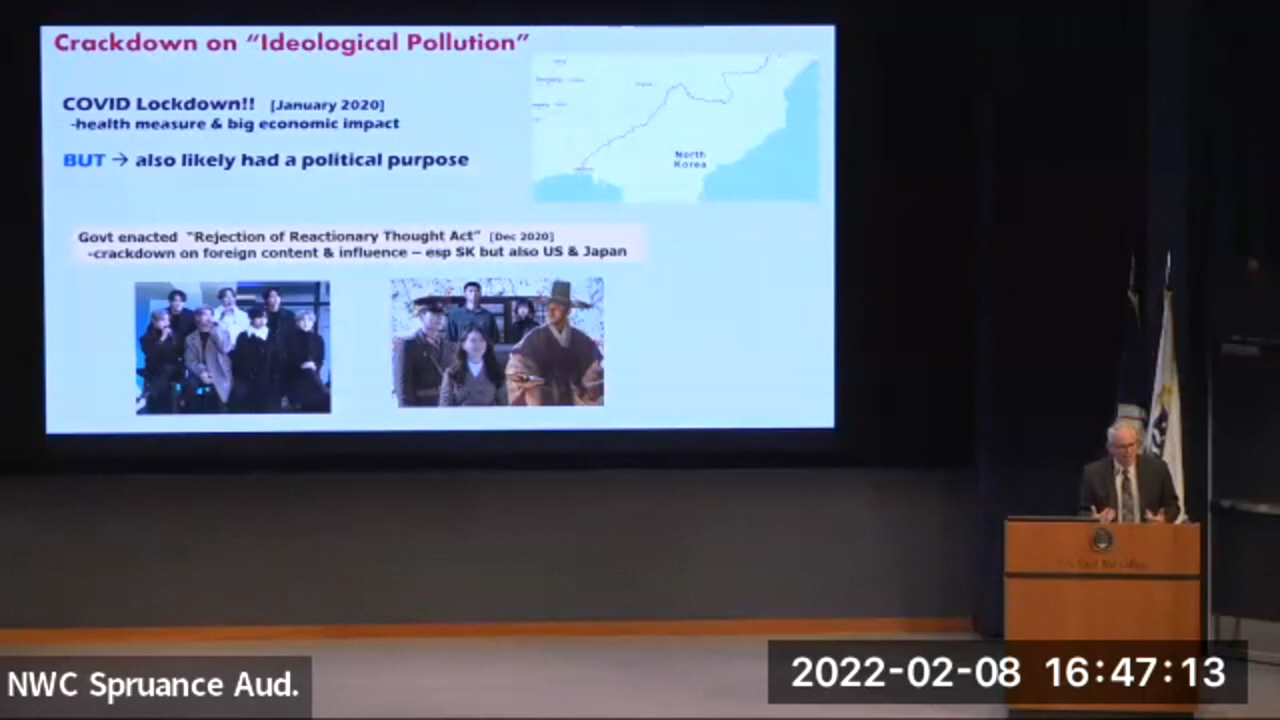 Crackdown on “Ideological Pollution”
COVID Lockdown!! [January 2020]
-health measure & big economic impact
BUT → also likely had a political purpose
North
Korea
Govt enacted “Rejection of Reactionary Thought Act” [Dec 2020]
-crackdown on foreign content & influence – esp SK but also US & Japan
NWC Spruance Aud.
2022-02-08 16:47:13